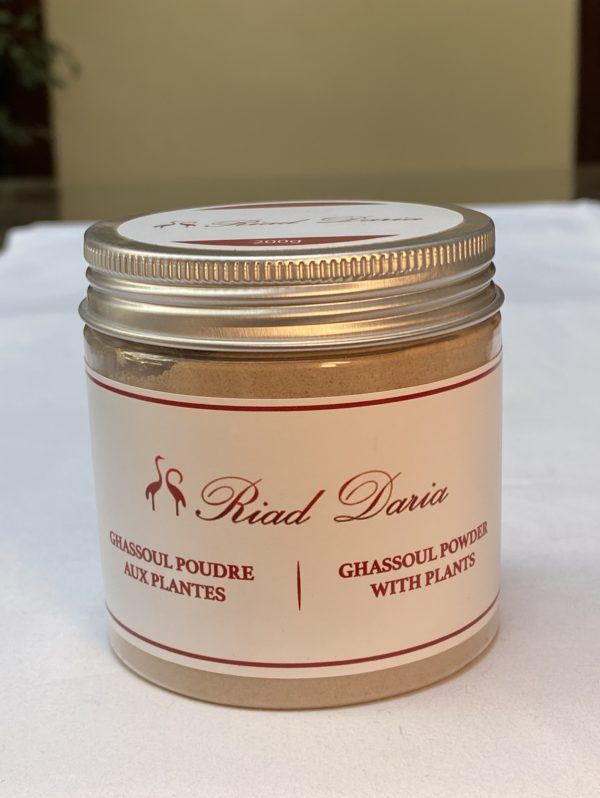 Riad Daria
200g
Riad Daria
GHASSOUL POUDRE
AUX PLANTES
GHASSOUL POWDER
WITH PLANTS